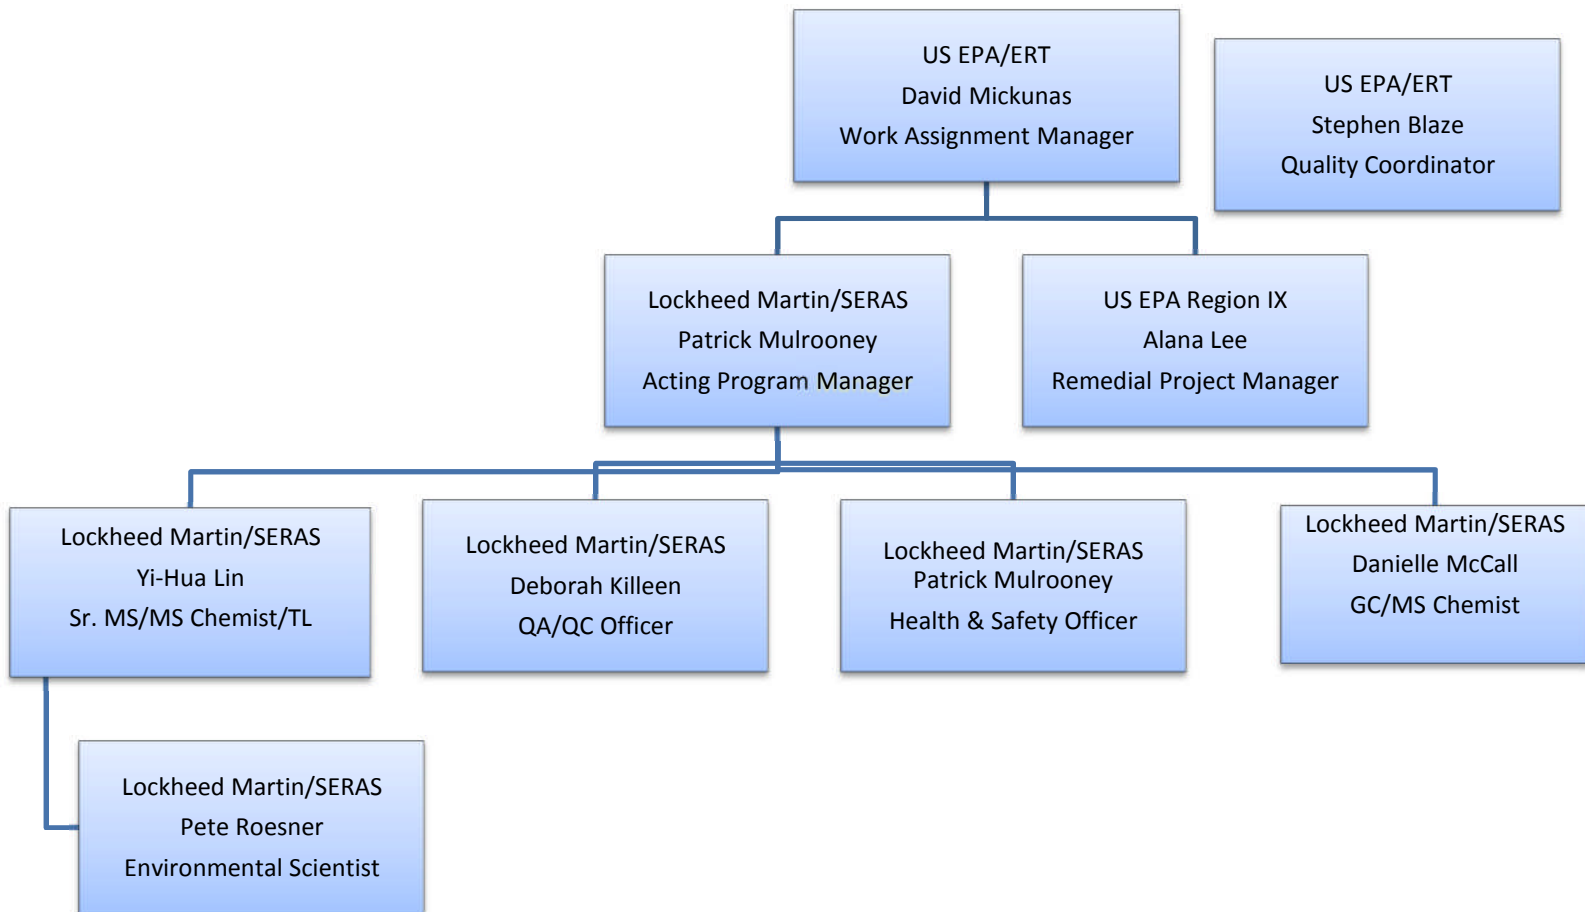 US EPA/ERT
David Mickunas
Work Assignment Manager
US EPA/ERT
Stephen Blaze
Quality Coordinator
Lockheed Martin/SERAS
Patrick Mulrooney
Acting Program Manager
US EPA Region IX
Alana Lee
Remedial Project Manager
Lockheed Martin/SERAS
Yi-Hua Lin
Sr. MS/MS Chemist/TL
Lockheed Martin/SERAS
Deborah Killeen
QA/QC Officer
Lockheed Martin/SERAS
Patrick Mulrooney
Health & Safety Officer
Lockheed Martin/SERAS
Danielle McCall
GC/MS Chemist
Lockheed Martin/SERAS
Pete Roesner
Environmental Scientist